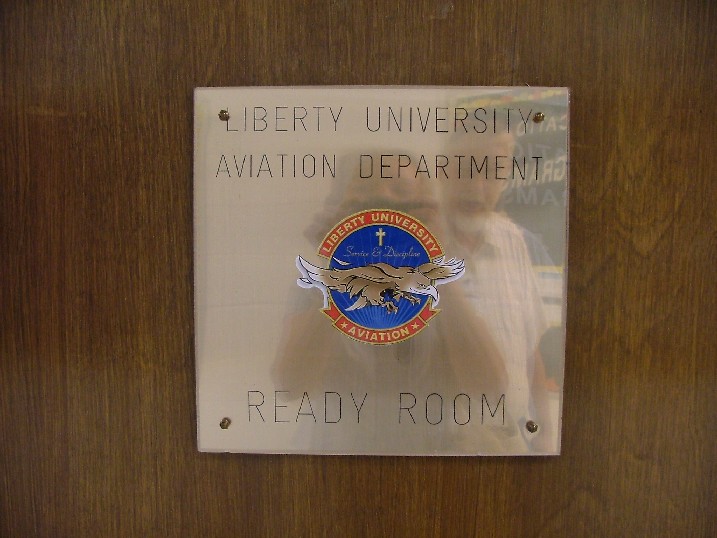 LIBERTY UNIVERSITY
AVIATION DEPARTMENT
LIBERTY UNIVERSITY
Service & Discipline
AVIATION
READY ROOM